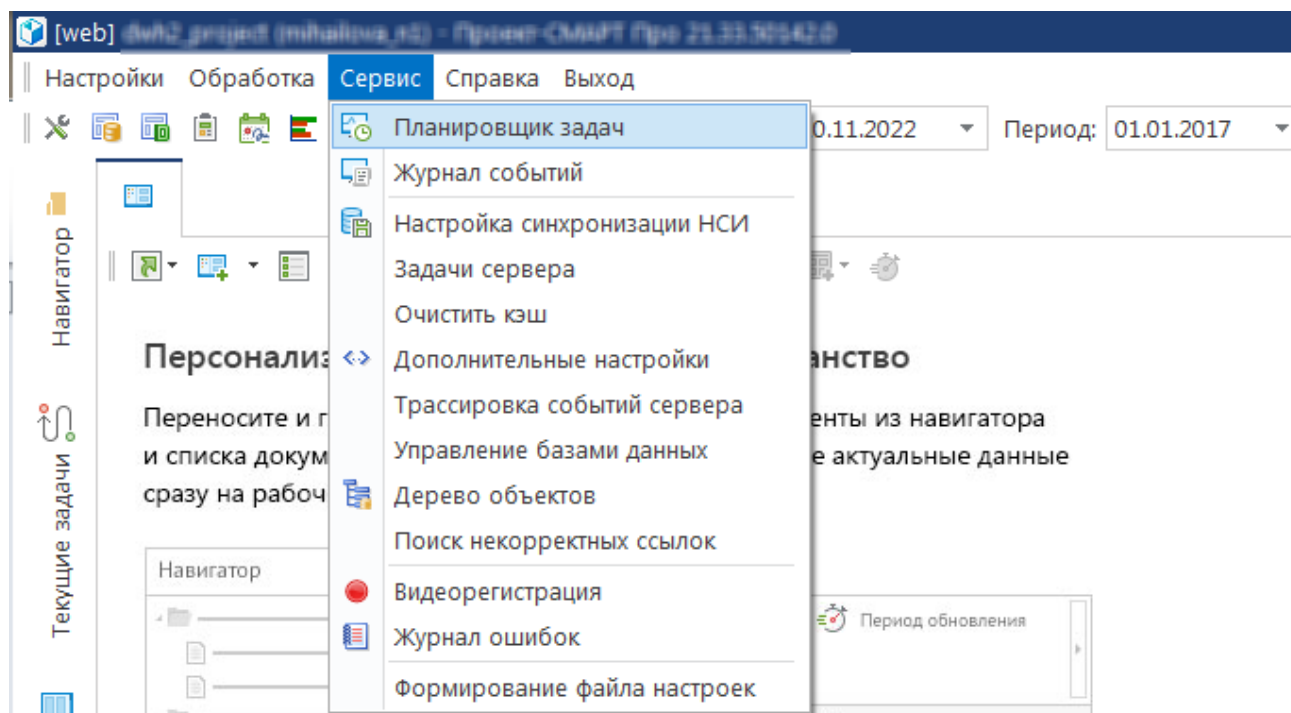 [web]
Настройки Обработка Сервис Справка Выход
Планировщик задач
0.11.2022 Период: 01.01.2017
Журнал событий
Настройка синхронизации НСИ
Задачи сервера
Очистить кэш
Дополнительные настройки
Трассировка событий сервера
Управление базами данных
Дерево объектов
Поиск некорректных ссылок
Видеорегистрация
Журнал ошибок
Формирование файла настроек
Навигатор
Текущие задачи
Персонализ анство
Переносите и г енты из навигатора
и списка докум е актуальные данные
сразу на рабоч
Навигатор
Период обновления